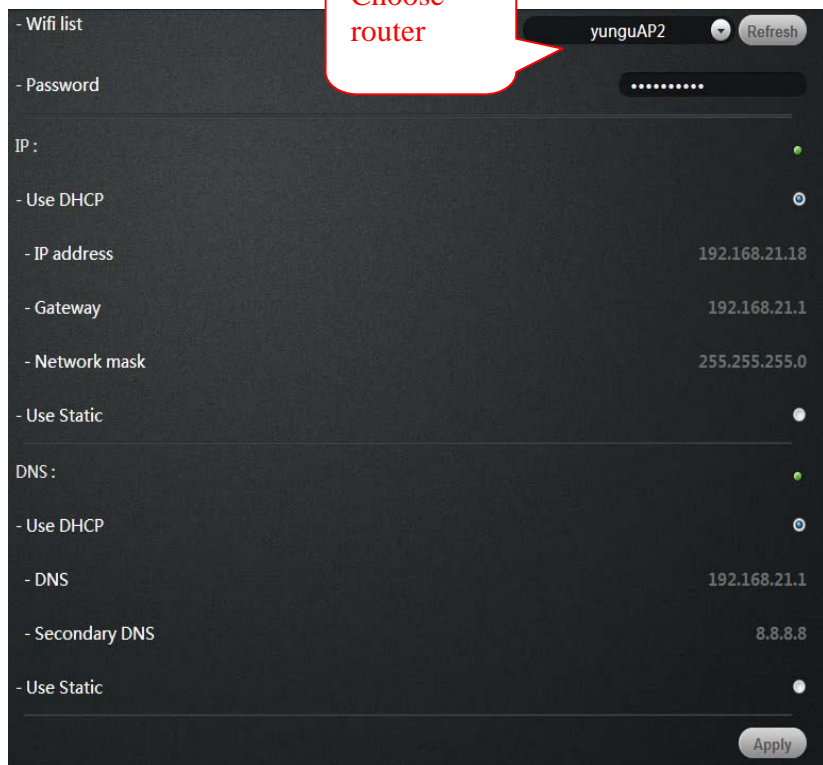 Choose
router
- Wifi list yunguAP2 Refresh
- Password ••••••••••
IP :
- Use DHCP
- IP address 192.168.21.18
- Gateway 192.168.21.1
- Network mask 255.255.255.0
- Use Static
DNS :
- Use DHCP
- DNS 192.168.21.1
- Secondary DNS 8.8.8.8
- Use Static
Apply